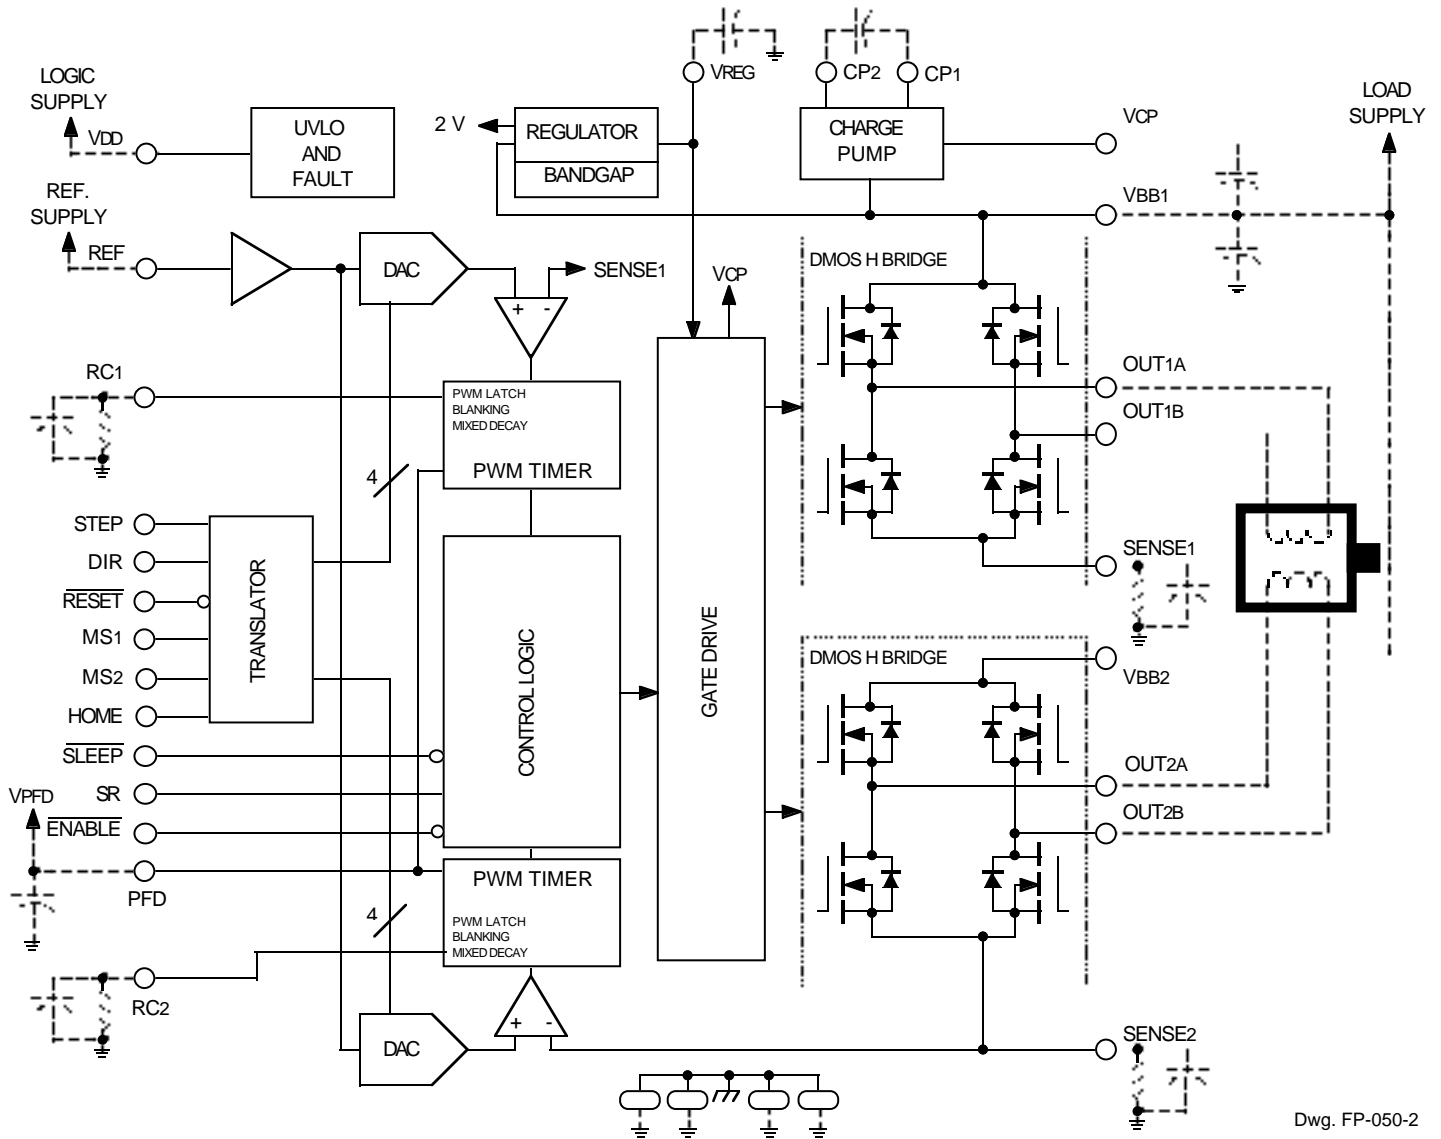 LOGIC
SUPPLY
VDD
UVLO
AND
FAULT
2 V
REGULATOR
BANDGAP
VREG
CP2
CP1
CHARGE
PUMP
VCP
LOAD
SUPPLY
REF.
SUPPLY
REF
DAC
SENSE1
+ -
VCP
VBB1
DMOS H BRIDGE
OUT1A
OUT1B
RC1
PWM LATCH
BLANKING
MIXED DECAY
PWM TIMER
4
STEP
DIR
RESET
MS1
MS2
HOME
SLEEP
SR
ENABLE
VPFD
PFD
TRANSLATOR
CONTROL LOGIC
GATE DRIVE
SENSE1
DMOS H BRIDGE
VBB2
OUT2A
OUT2B
PWM TIMER
PWM LATCH
BLANKING
MIXED DECAY
4
RC2
DAC
+ -
SENSE2
Dwg. FP-050-2